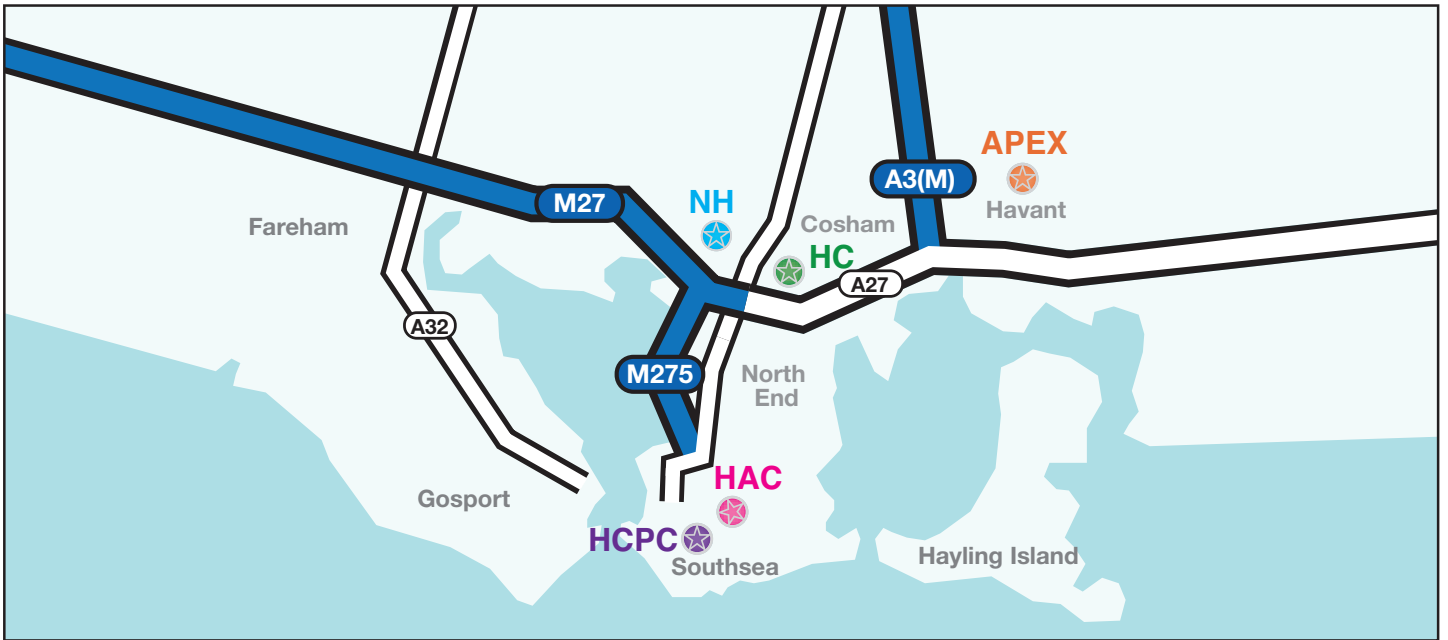 APEX
A3(M)
M27
NH
Havant
Fareham
Cosham
HC
A27
A32
M275
North
End
HAC
Gosport
HCPC
Southsea
Hayling Island